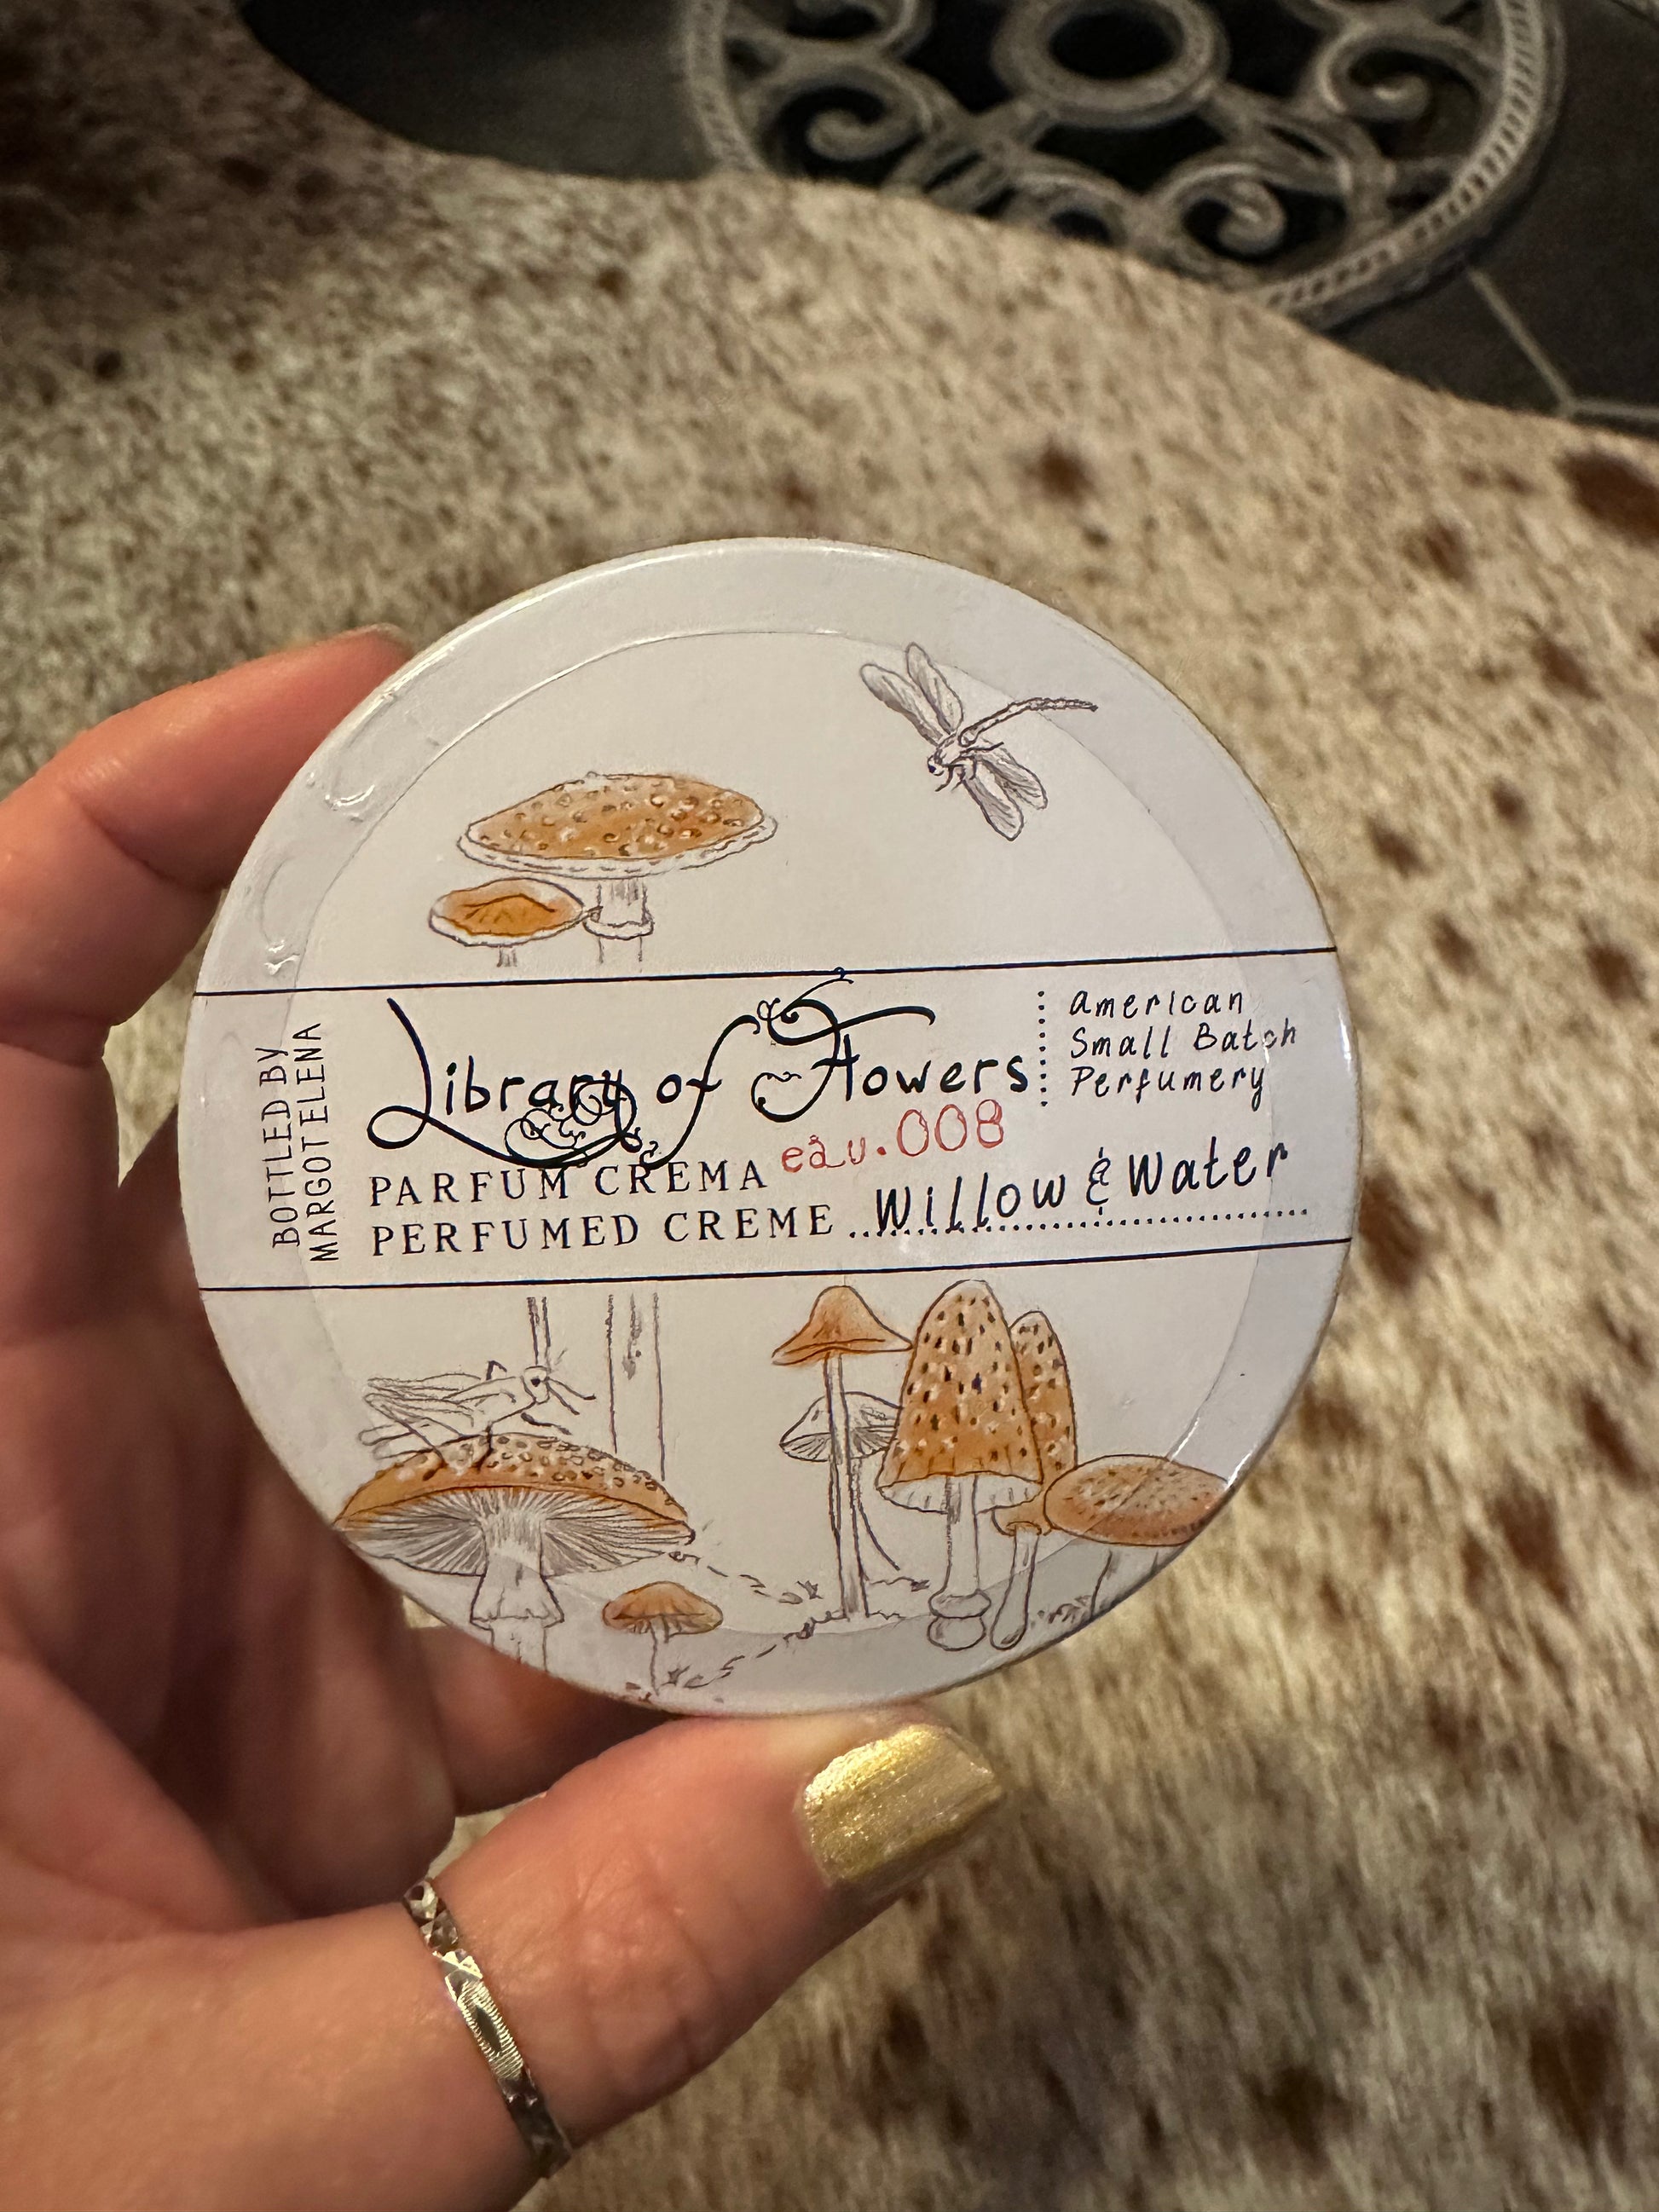 BOTTLED BY
MARGOT ELENA
Library of Flowers
american
Small Batch
Perfumery
eau.008
PARFUM CREMA
PERFUMED CREME
Willow & Water